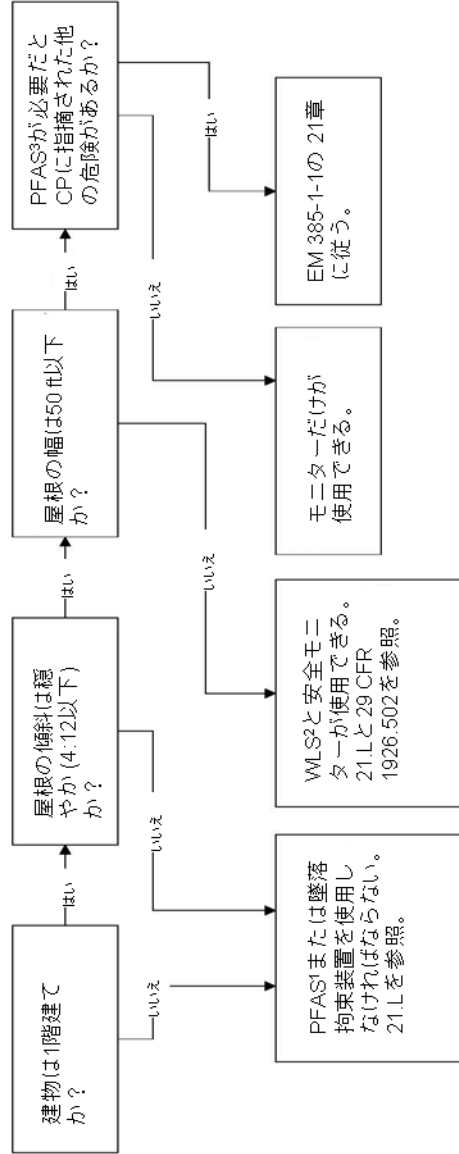 建物は1階建て
か？
はい
いいえ
屋根の傾斜は穏
やか (4:12以下)
か？
はい
いいえ
屋根の幅は50 ft以下
か？
はい
いいえ
PFAS³が必要だと
CPに指摘された他
の危険があるか？
いいえ
はい
PFAS¹または墜落
拘束装置を使用し
なければならない。
21.Lを参照。
WLS²と安全モニ
ターが使用できる。
21.Lと29 CFR
1926.502を参照。
モニターだけが
使用できる。
EM 385-1-1の 21章
に従う。